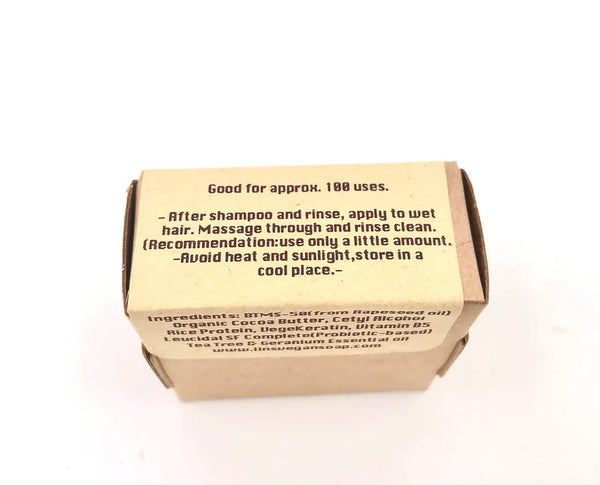 Good for approx. 100 uses.
- After shampoo and rinse, apply to wet
hair. Massage through and rinse clean.
(Recommendation:use only a little amount.
-Avoid heat and sunlight,store in a
cool place.-
Ingredients: BTMS-50(from Rapeseed oil)
Organic Cocoa Butter, Cetyl Alcohol
Rice Protein, VegeKeratin, Vitamin B5
Leucidal SF Complete(Probiotic-based)
Tea Tree & Geranium Essential oil
www.linsvegansoap.com